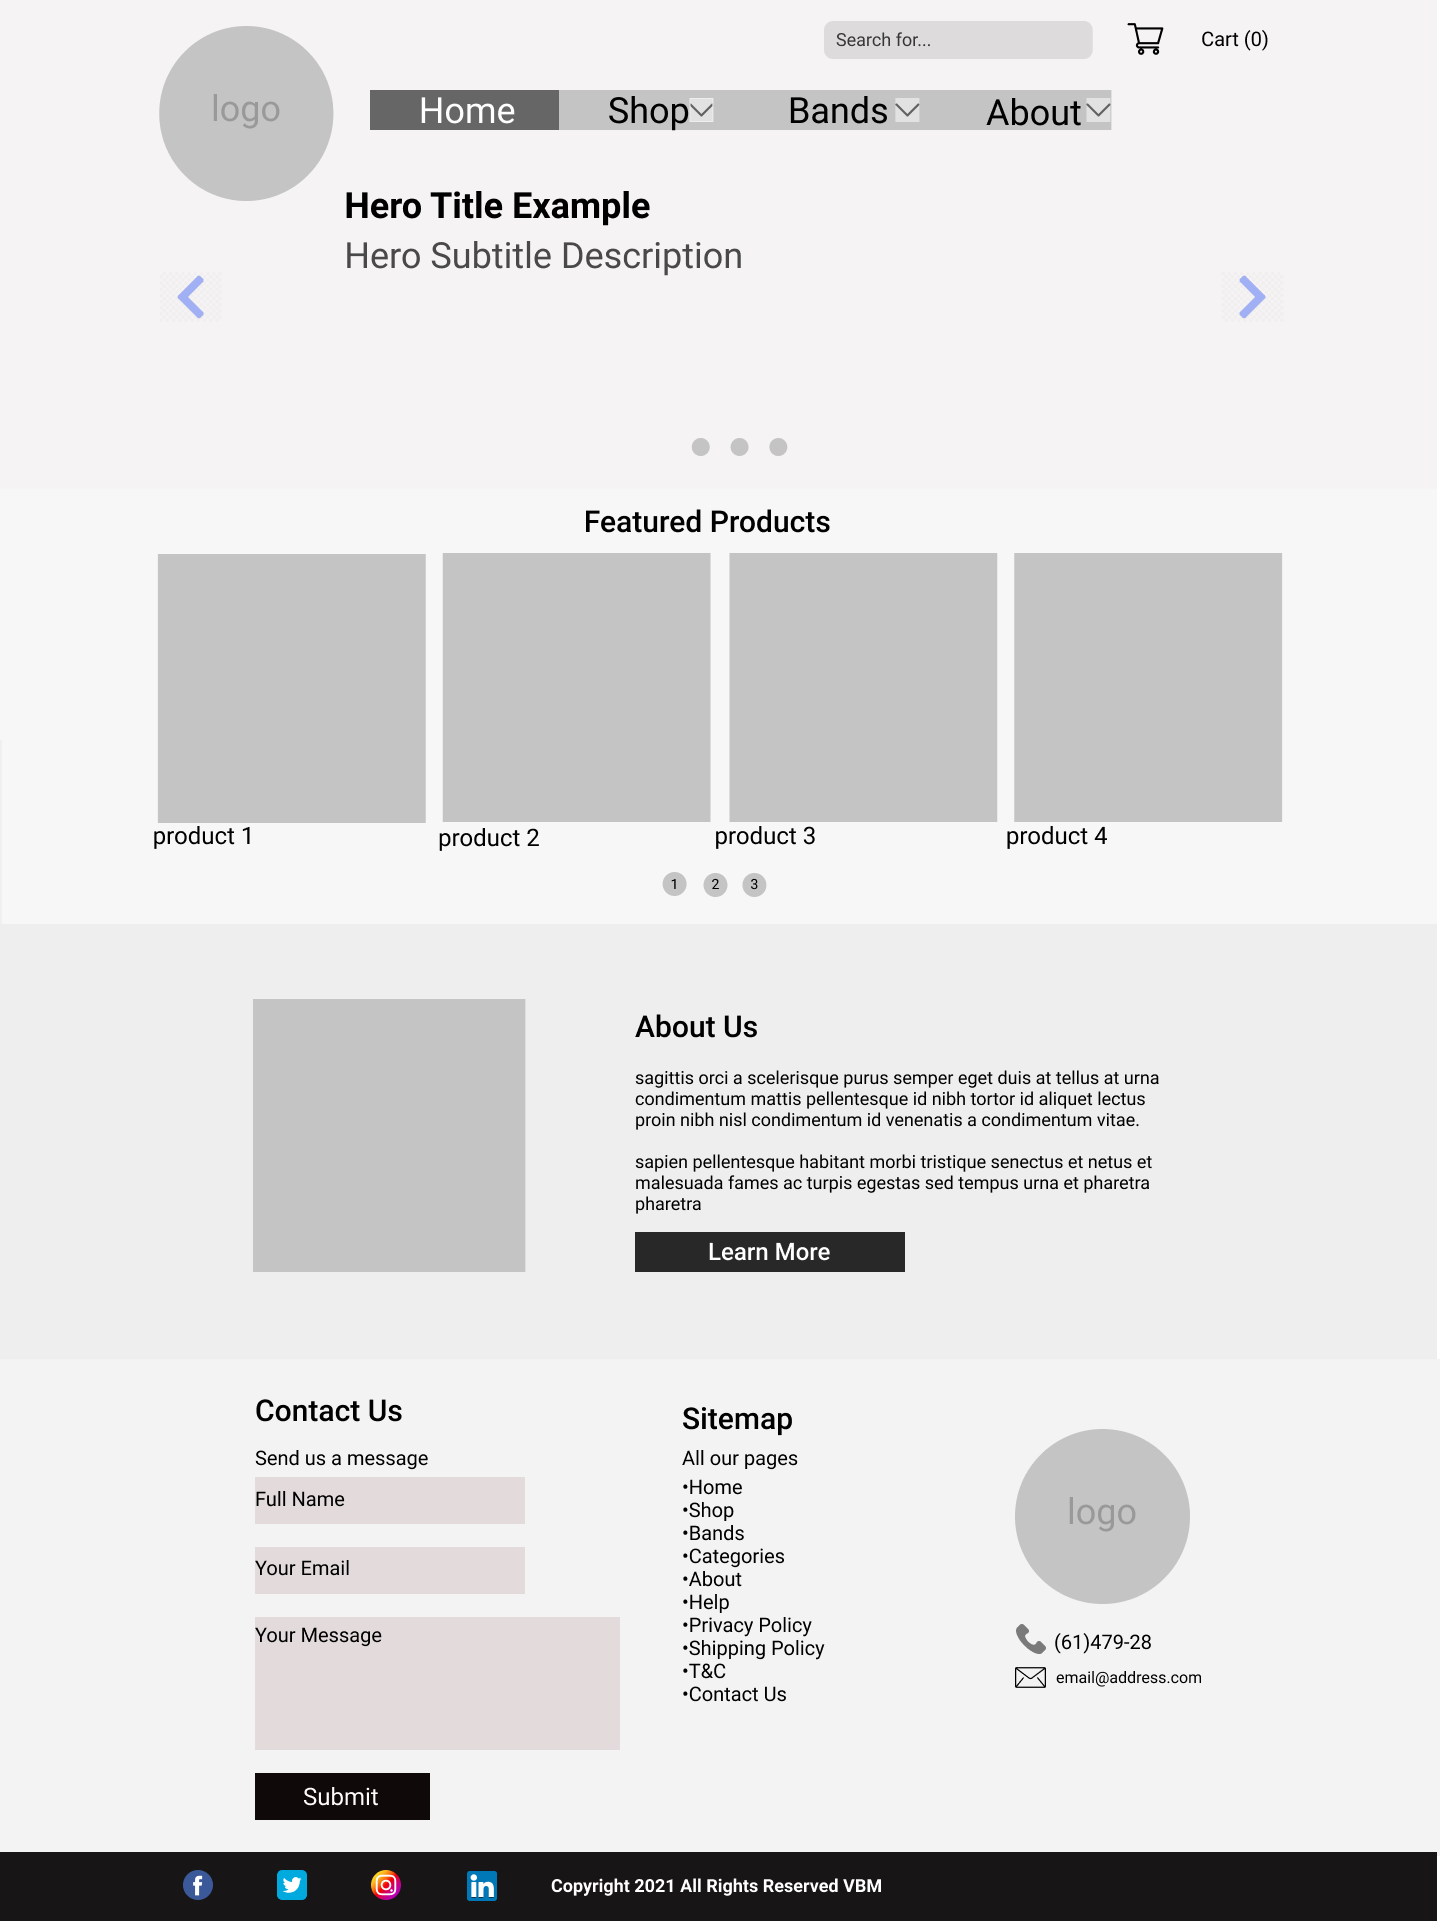 Search for...
Cart (0)
logo
Home
Shop
Bands
About
Hero Title Example
Hero Subtitle Description
Featured Products
product 1
product 2
product 3
product 4
1
2
3
About Us
sagittis orci a scelerisque purus semper eget duis at tellus at urna
condimentum mattis pellentesque id nibh tortor id aliquet lectus
proin nibh nisl condimentum id venenatis a condimentum vitae.
sapien pellentesque habitant morbi tristique senectus et netus et
malesuada fames ac turpis egestas sed tempus urna et pharetra
pharetra
Learn More
Contact Us
Send us a message
Full Name
Your Email
Your Message
Submit
Sitemap
All our pages
•Home
•Shop
•Bands
•Categories
•About
•Help
•Privacy Policy
•Shipping Policy
•T&C
•Contact Us
logo
(61)479-28
email@address.com
f
in
Copyright 2021 All Rights Reserved VBM